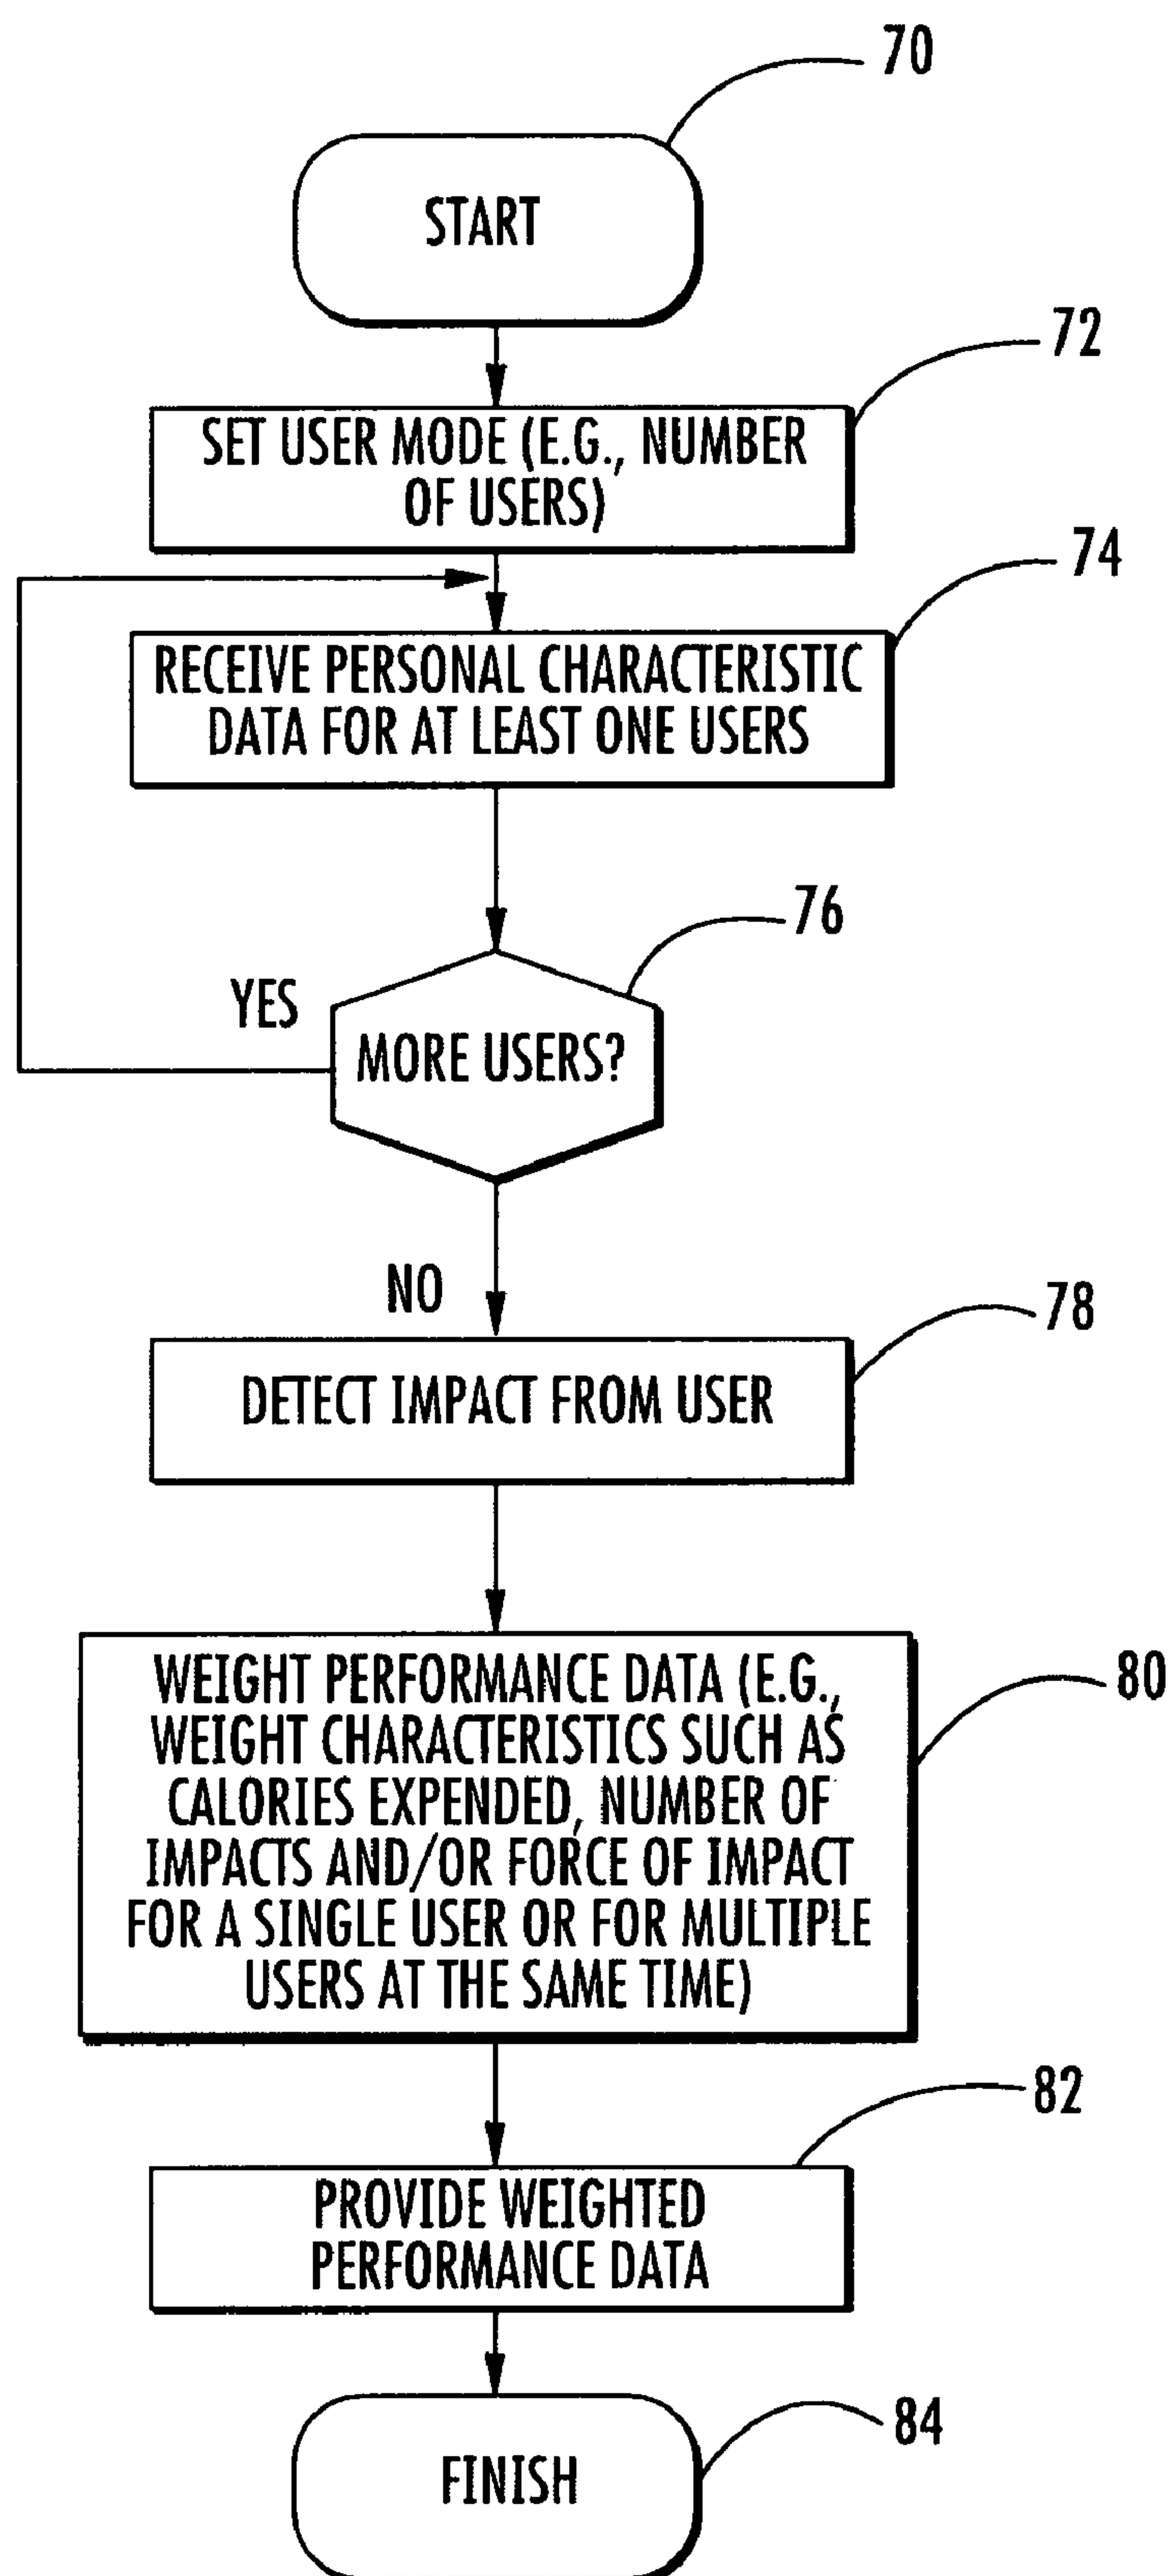 70
START
72
SET USER MODE (E.G., NUMBER
OF USERS)
74
RECEIVE PERSONAL CHARACTERISTIC
DATA FOR AT LEAST ONE USERS
76
YES
MORE USERS?
NO
78
DETECT IMPACT FROM USER
80
WEIGHT PERFORMANCE DATA (E.G.,
WEIGHT CHARACTERISTICS SUCH AS
CALORIES EXPENDED, NUMBER OF
IMPACTS AND/OR FORCE OF IMPACT
FOR A SINGLE USER OR FOR MULTIPLE
USERS AT THE SAME TIME)
82
PROVIDE WEIGHTED
PERFORMANCE DATA
84
FINISH